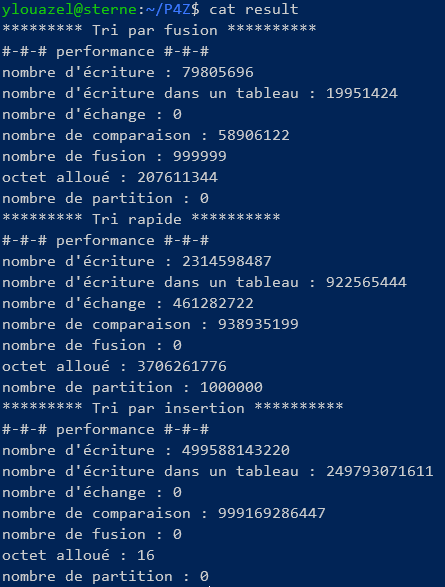 ylouazel@sterne:~/P4Z$ cat result
********* Tri par fusion **********
#-#-# performance #-#-#
nombre d'écriture : 79805696
nombre d'écriture dans un tableau : 19951424
nombre d'échange : 0
nombre de comparaison : 58906122
nombre de fusion : 999999
octet alloué : 207611344
nombre de partition : 0
********* Tri rapide **********
#-#-# performance #-#-#
nombre d'écriture : 2314598487
nombre d'écriture dans un tableau : 922565444
nombre d'échange : 461282722
nombre de comparaison : 938935199
nombre de fusion : 0
octet alloué : 3706261776
nombre de partition : 1000000
********* Tri par insertion **********
#-#-# performance #-#-#
nombre d'écriture : 499588143220
nombre d'écriture dans un tableau : 249793071611
nombre d'échange : 0
nombre de comparaison : 999169286447
nombre de fusion : 0
octet alloué : 16
nombre de partition : 0